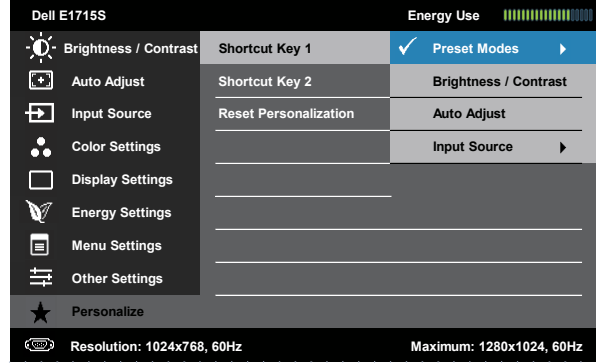 Dell E1715S Energy Use
Brightness / Contrast Shortcut Key 1 Preset Modes
Auto Adjust Shortcut Key 2 Brightness / Contrast
Input Source Reset Personalization Auto Adjust
Color Settings Input Source
Display Settings
Energy Settings
Menu Settings
Other Settings
Personalize
Resolution: 1024x768, 60Hz Maximum: 1280x1024, 60Hz